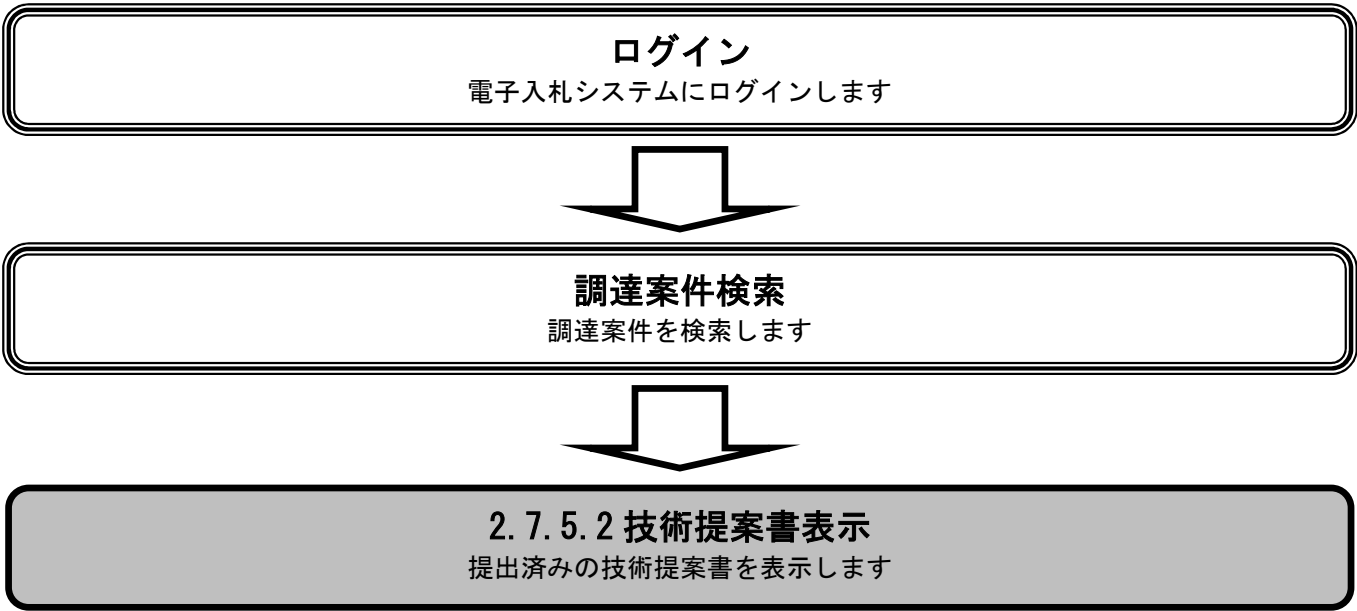 ログイン
電子入札システムにログインします
調達案件検索
調達案件を検索します
2.7.5.2 技術提案書表示
提出済みの技術提案書を表示します